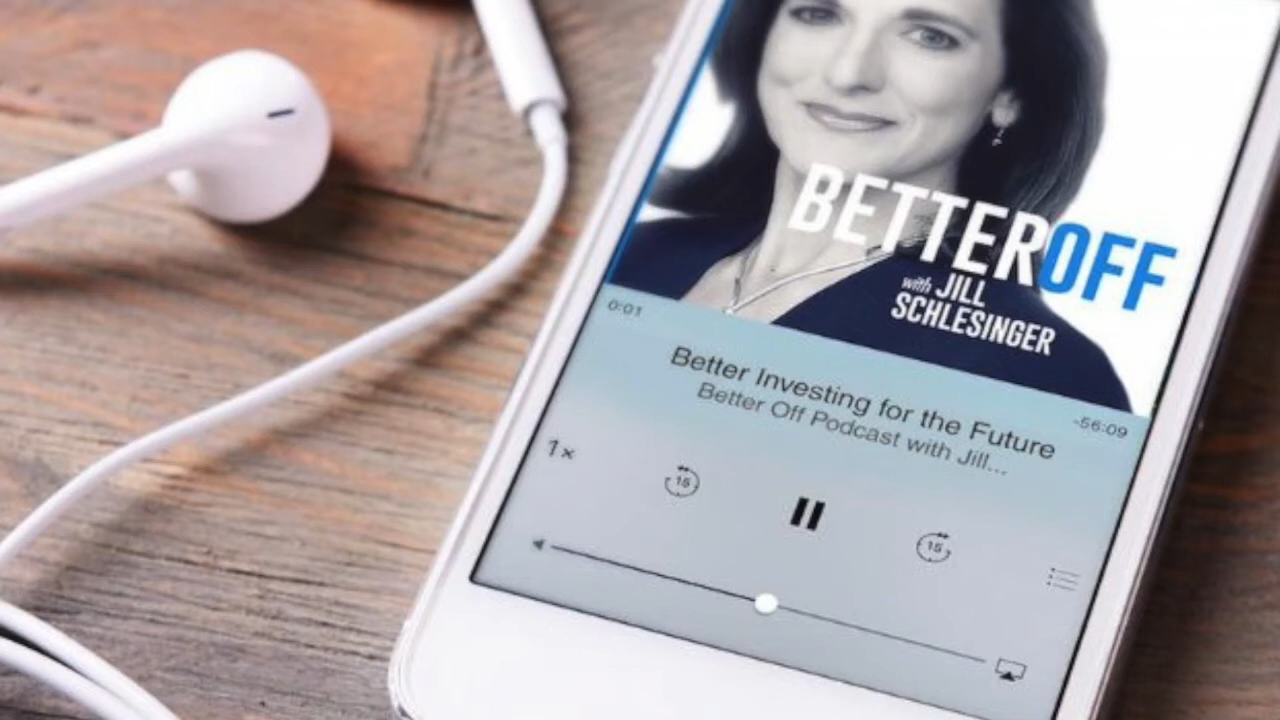 BETTEROFF
with JILL
SCHLESINGER
0:01
-56:09
Better Investing for the Future
Better Off Podcast with Jill...
1×
15
15